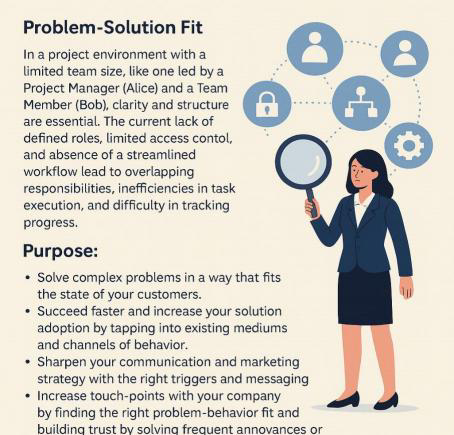 Problem-Solution Fit
In a project environment with a
limited team size, like one led by a
Project Manager (Alice) and a Team
Member (Bob), clarity and structure
are essential. The current lack of
defined roles, limited access contol,
and absence of a streamlined
workflow lead to overlapping
responsibilities, inefficiencies in task
execution, and difficulty in tracking
progress.
Purpose:
• Solve complex problems in a way that fits
the state of your customers.
• Succeed faster and increase your solution
adoption by tapping into existing mediums
and channels of behavior.
• Sharpen your communication and marketing
strategy with the right triggers and messaging
• Increase touch-points with your company
by finding the right problem-behavior fit and
building trust by solving frequent annovances or